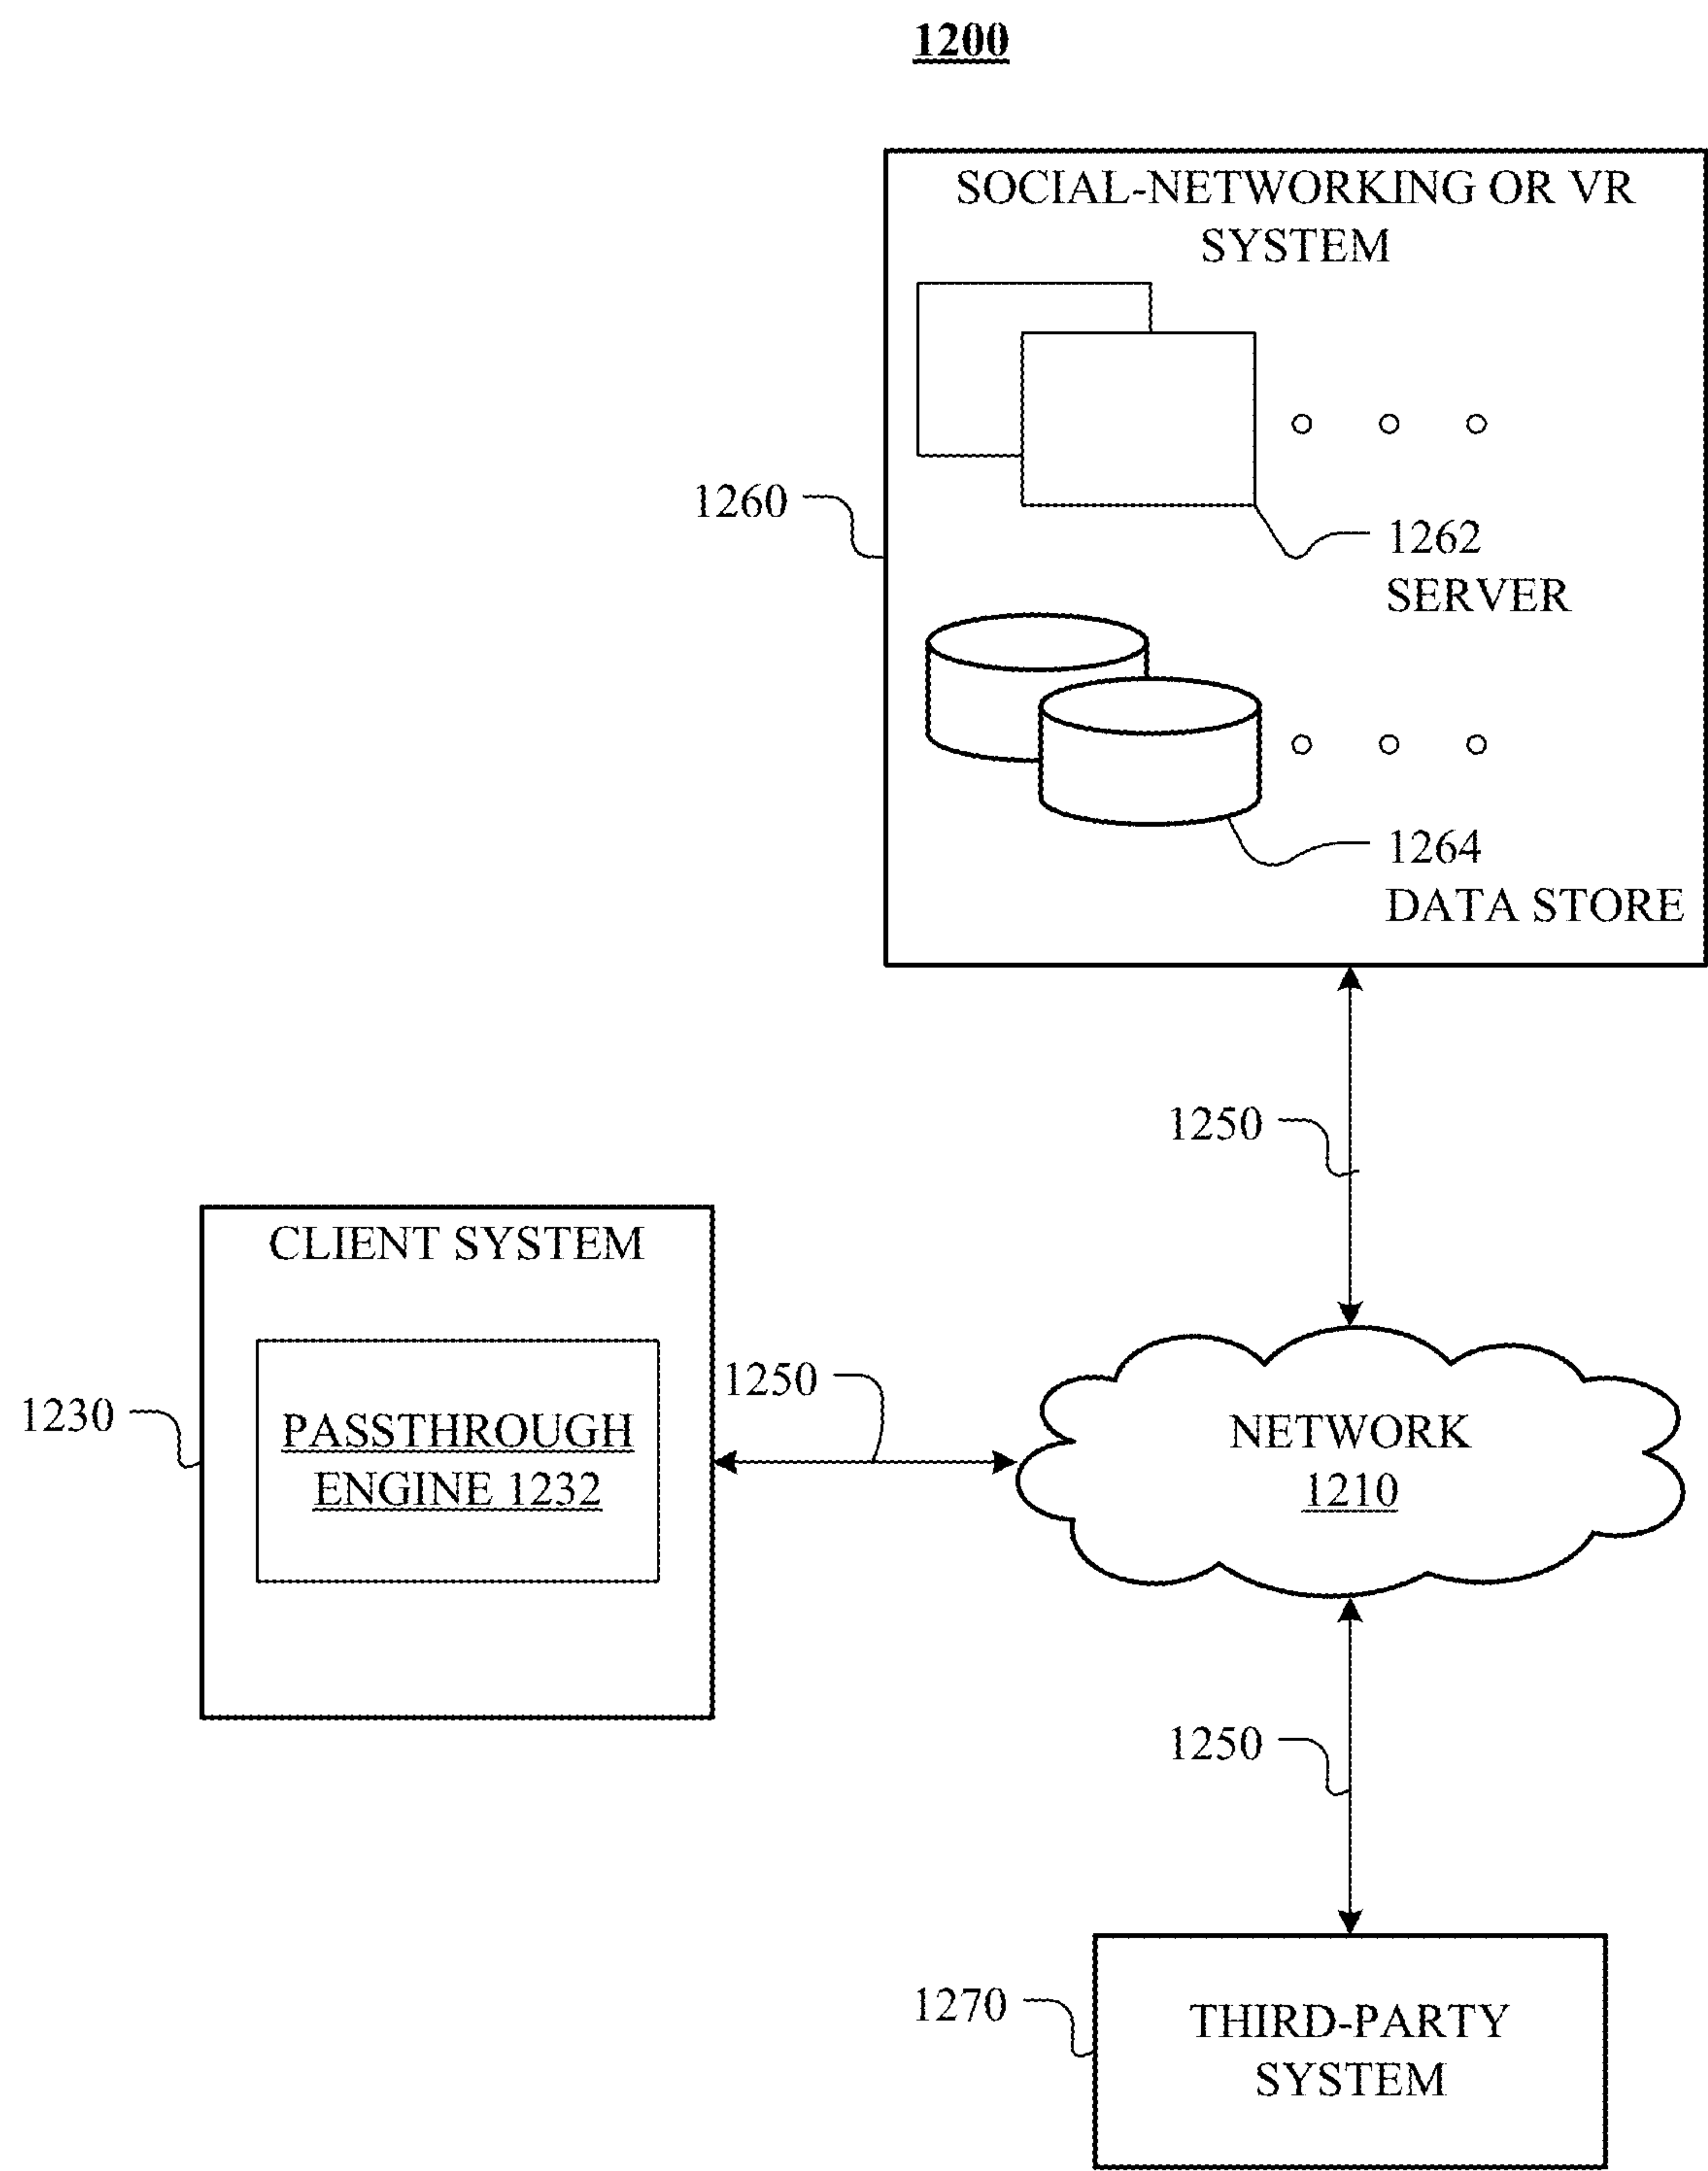 1200
SOCIAL-NETWORKING OR VR
SYSTEM
1260
1262
SERVER
1264
DATA STORE
1250
CLIENT SYSTEM
1230
PASSTHROUGH
ENGINE 1232
1250
NETWORK
1210
1250
1270
THIRD-PARTY
SYSTEM